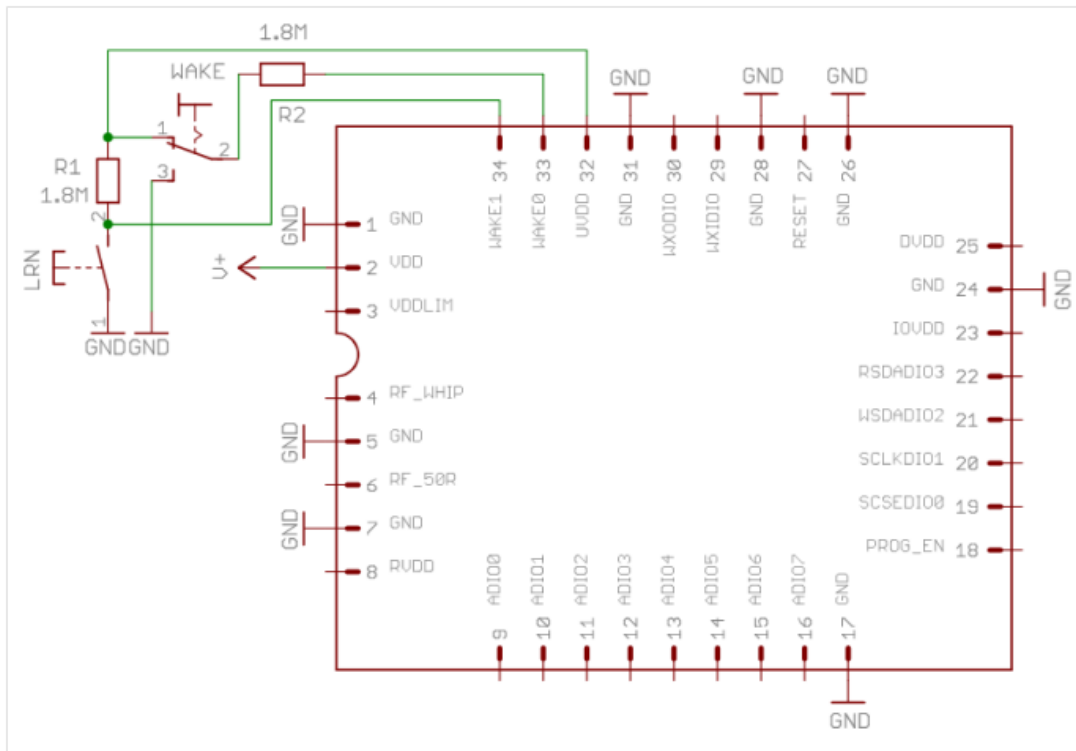 1.8M
WAKE
R2
1
2
3
R1
1.8M
2
LRN
1
GND
GND
GND
GND
GND
34
33
32
31
30
29
28
27
26
WAKE1
WAKE0
UVDD
GND
WXODIO
WXIDIO
GND
RESET
GND
GND
1
GND
V+
2
VDD
3
VDDLIM
4
RF_WHIP
GND
5
GND
6
RF_50R
GND
7
GND
8
RVDD
DVDD
25
GND
24
GND
IOVDD
23
RSDADIO3
22
WSDADIO2
21
SCLKDIO1
20
SCSEDIO0
19
PROG_EN
18
ADIO0
ADIO1
ADIO2
ADIO3
ADIO4
ADIO5
ADIO6
ADIO7
GND
9
10
11
12
13
14
15
16
17
GND